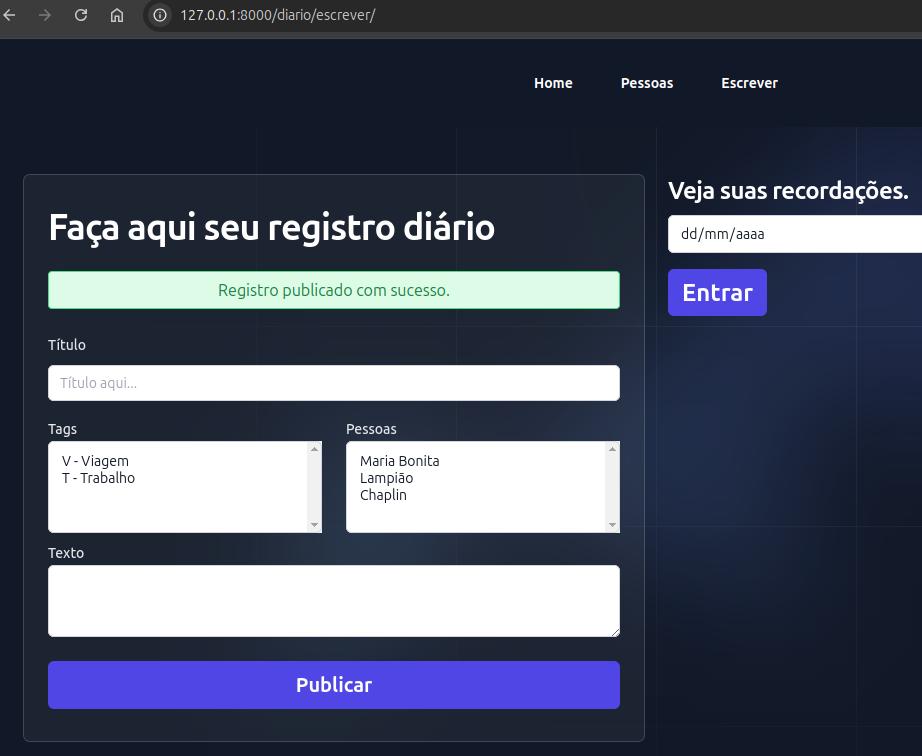 127.0.0.1:8000/diario/escrever/
Home Pessoas Escrever
Faça aqui seu registro diário
Registro publicado com sucesso.
Título
Título aqui...
Tags
V - Viagem
T - Trabalho
Pessoas
Maria Bonita
Lampião
Chaplin
Texto
Publicar
Veja suas recordações.
dd/mm/aaaa
Entrar